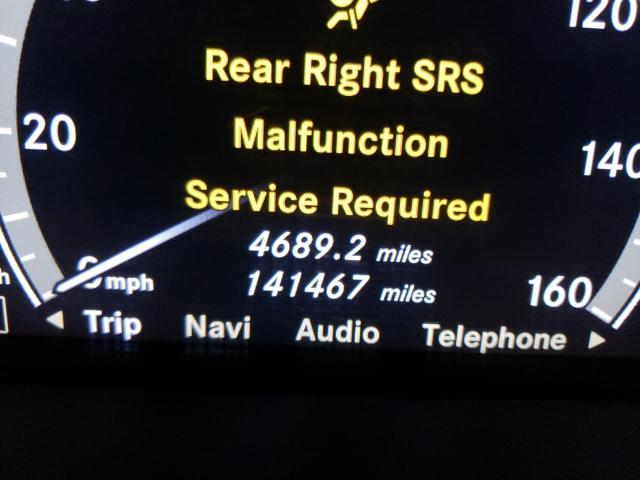 120
Rear Right SRS
20
Malfunction
140
Service Required
4689.2 miles
0 mph
141467 miles
160
Trip Navi Audio Telephone